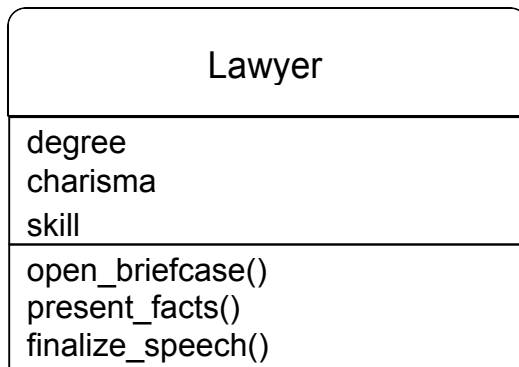 Lawyer
degree
charisma
skill
open_briefcase()
present_facts()
finalize_speech()